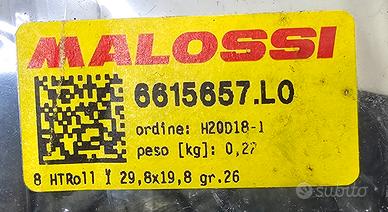 MALOSSI
6615657.L0
ordine: H20D18-1
peso [kg]: 0,27
8 HTRoll 29,8x19,8 gr.26
subito